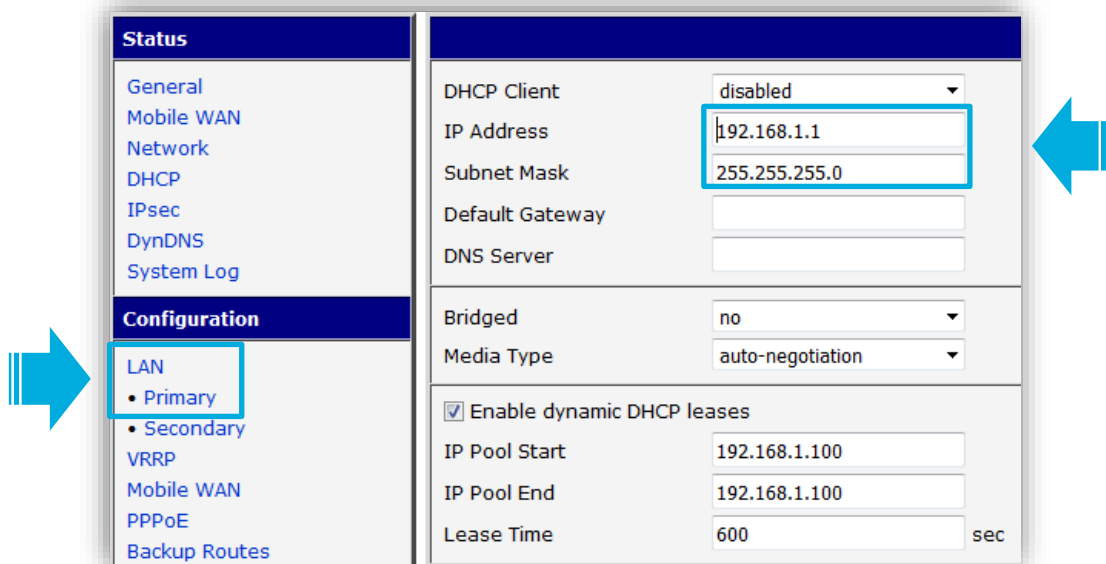 Status
General
Mobile WAN
Network
DHCP
IPsec
DynDNS
System Log
Configuration
LAN
• Primary
• Secondary
VRRP
Mobile WAN
PPPoE
Backup Routes
DHCP Client disabled
IP Address 192.168.1.1
Subnet Mask 255.255.255.0
Default Gateway
DNS Server
Bridged no
Media Type auto-negotiation
Enable dynamic DHCP leases
IP Pool Start 192.168.1.100
IP Pool End 192.168.1.100
Lease Time 600 sec